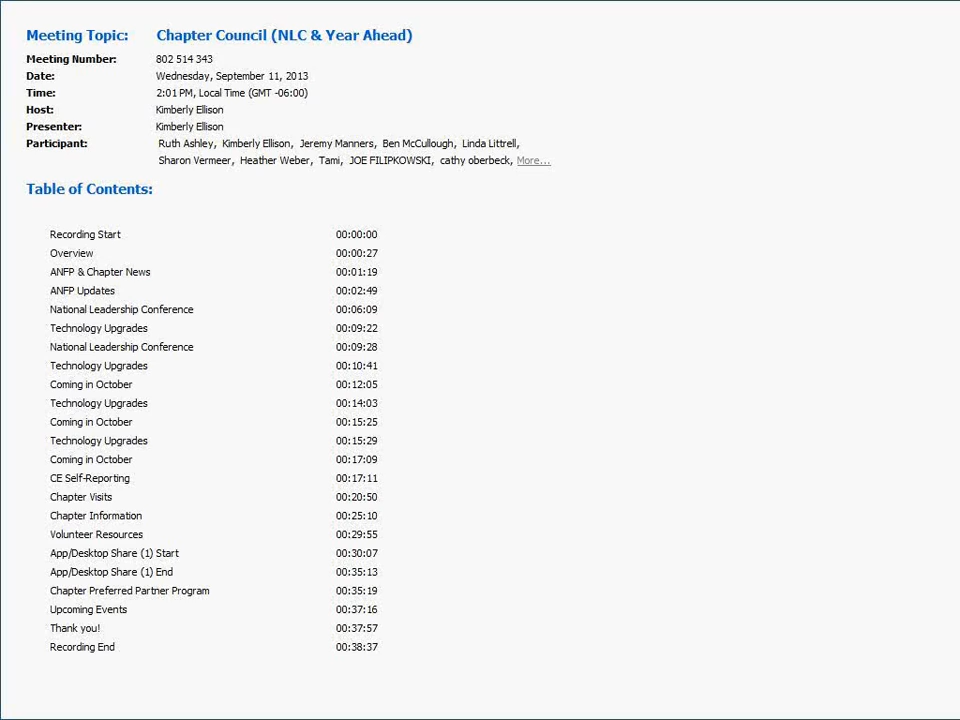 Meeting Topic: Chapter Council (NLC & Year Ahead)
Meeting Number: 802 514 343
Date: Wednesday, September 11, 2013
Time: 2:01 PM, Local Time (GMT -06:00)
Host: Kimberly Ellison
Presenter: Kimberly Ellison
Participant: Ruth Ashley, Kimberly Ellison, Jeremy Manners, Ben McCullough, Linda Littrell,
Sharon Vermeer, Heather Weber, Tami, JOE FILIPKOWSKI, cathy oberbeck, More...
Table of Contents:
Recording Start 00:00:00
Overview 00:00:27
ANFP & Chapter News 00:01:19
ANFP Updates 00:02:49
National Leadership Conference 00:06:09
Technology Upgrades 00:09:22
National Leadership Conference 00:09:28
Technology Upgrades 00:10:41
Coming in October 00:12:05
Technology Upgrades 00:14:03
Coming in October 00:15:25
Technology Upgrades 00:15:29
Coming in October 00:17:09
CE Self-Reporting 00:17:11
Chapter Visits 00:20:50
Chapter Information 00:25:10
Volunteer Resources 00:29:55
App/Desktop Share (1) Start 00:30:07
App/Desktop Share (1) End 00:35:13
Chapter Preferred Partner Program 00:35:19
Upcoming Events 00:37:16
Thank you! 00:37:57
Recording End 00:38:37